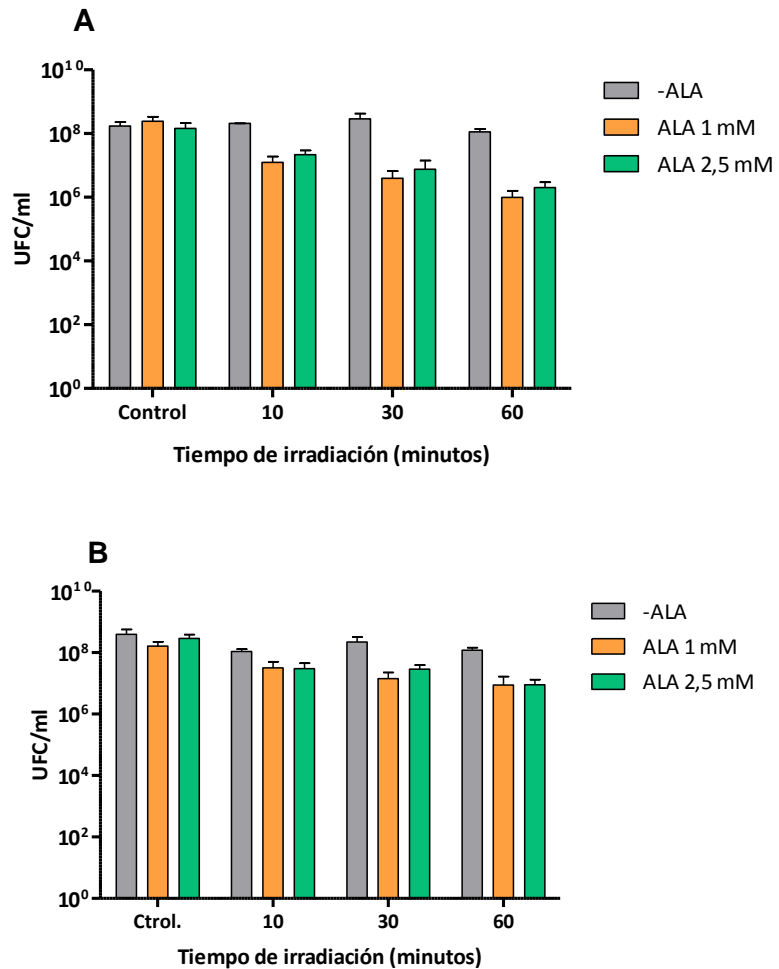 A
10¹⁰
10⁸
10⁶
10⁴
10²
10⁰
UFC/ml
Control 10 30 60
Tiempo de irradiación (minutos)
-ALA
ALA 1 mM
ALA 2,5 mM
B
10¹⁰
10⁸
10⁶
10⁴
10²
10⁰
UFC/ml
Ctrol. 10 30 60
Tiempo de irradiación (minutos)
-ALA
ALA 1 mM
ALA 2,5 mM